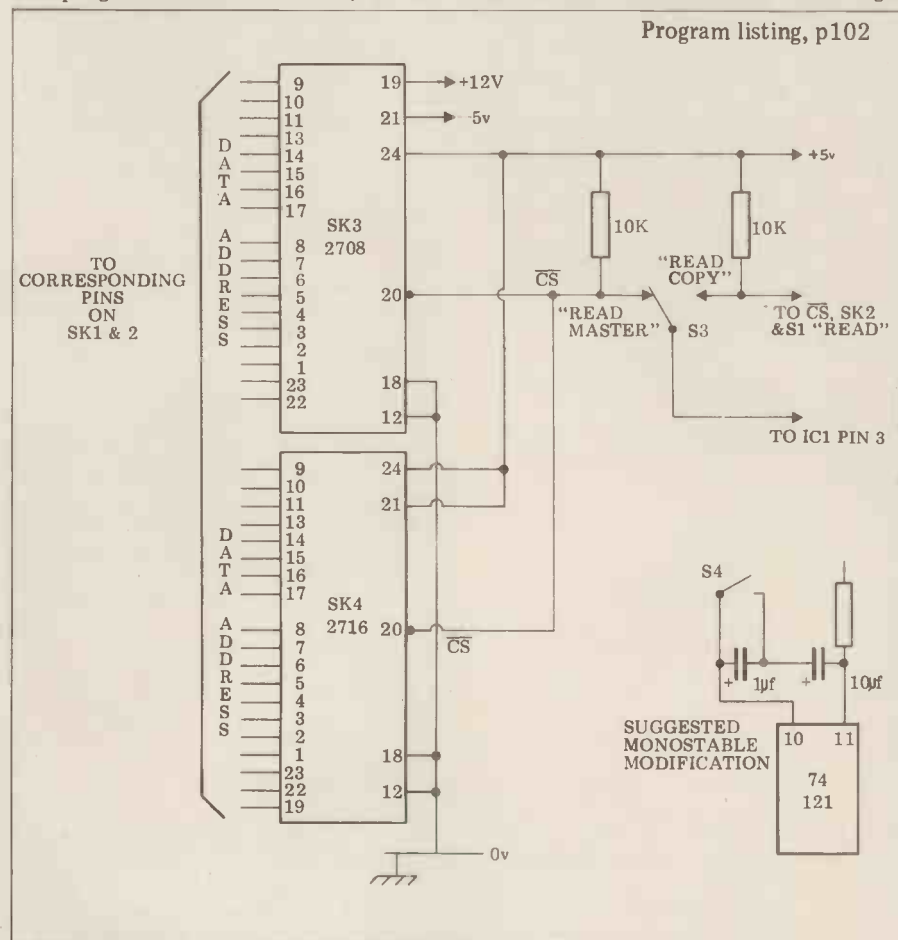 Program listing, p102
9
10
11
13
14
15
16
17
8
7
6
5
4
3
2
1
23
22
DATA ADDRESS
TO
CORRESPONDING
PINS
ON
SK1 & 2
SK3
2708
19
21
24
20
18
12
+12V
-5v
+5v
10K
10K
CS
"READ
MASTER"
"READ
COPY"
S3
TO CS, SK2
&S1 "READ"
TO IC1 PIN 3
9
10
11
13
14
15
16
17
8
7
6
5
4
3
2
1
23
22
19
DATA ADDRESS
SK4
2716
24
21
20
18
12
CS
0v
S4
+
1µf
+
10µf
SUGGESTED
MONOSTABLE
MODIFICATION
10 11
74
121